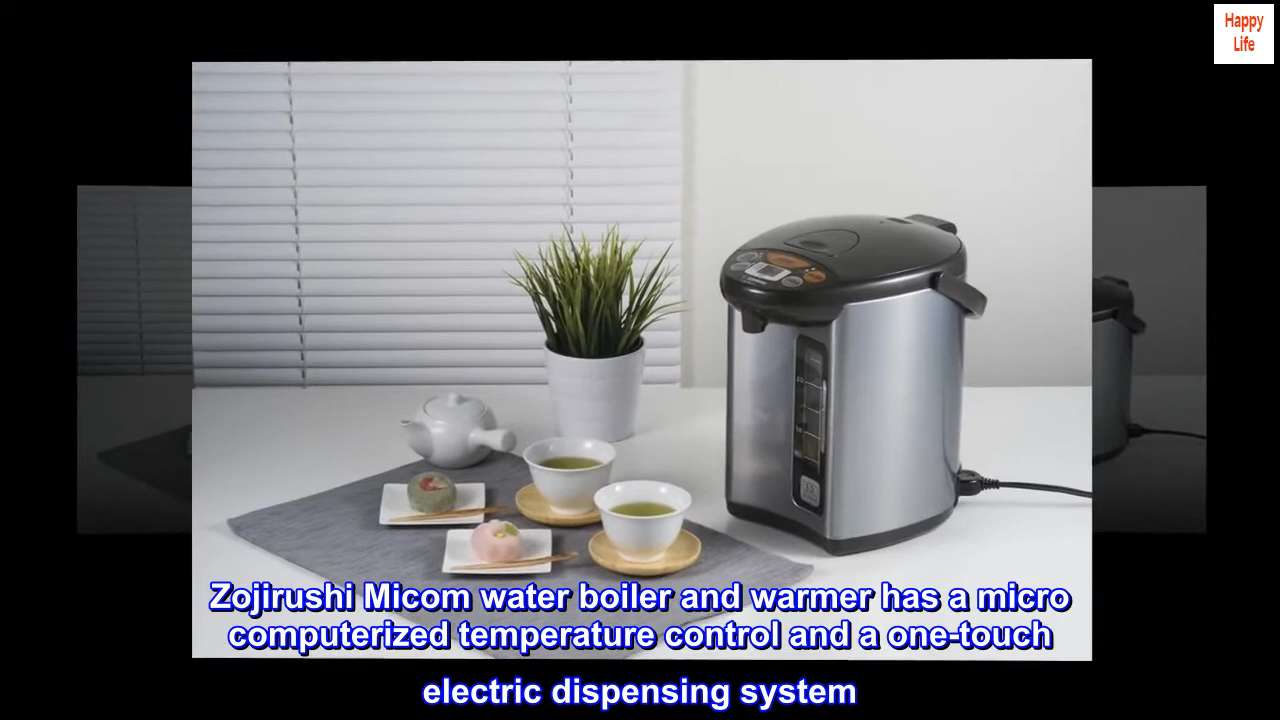 Happy
Life
Zojirushi Micom water boiler and warmer has a micro
computerized temperature control and a one-touch
electric dispensing system